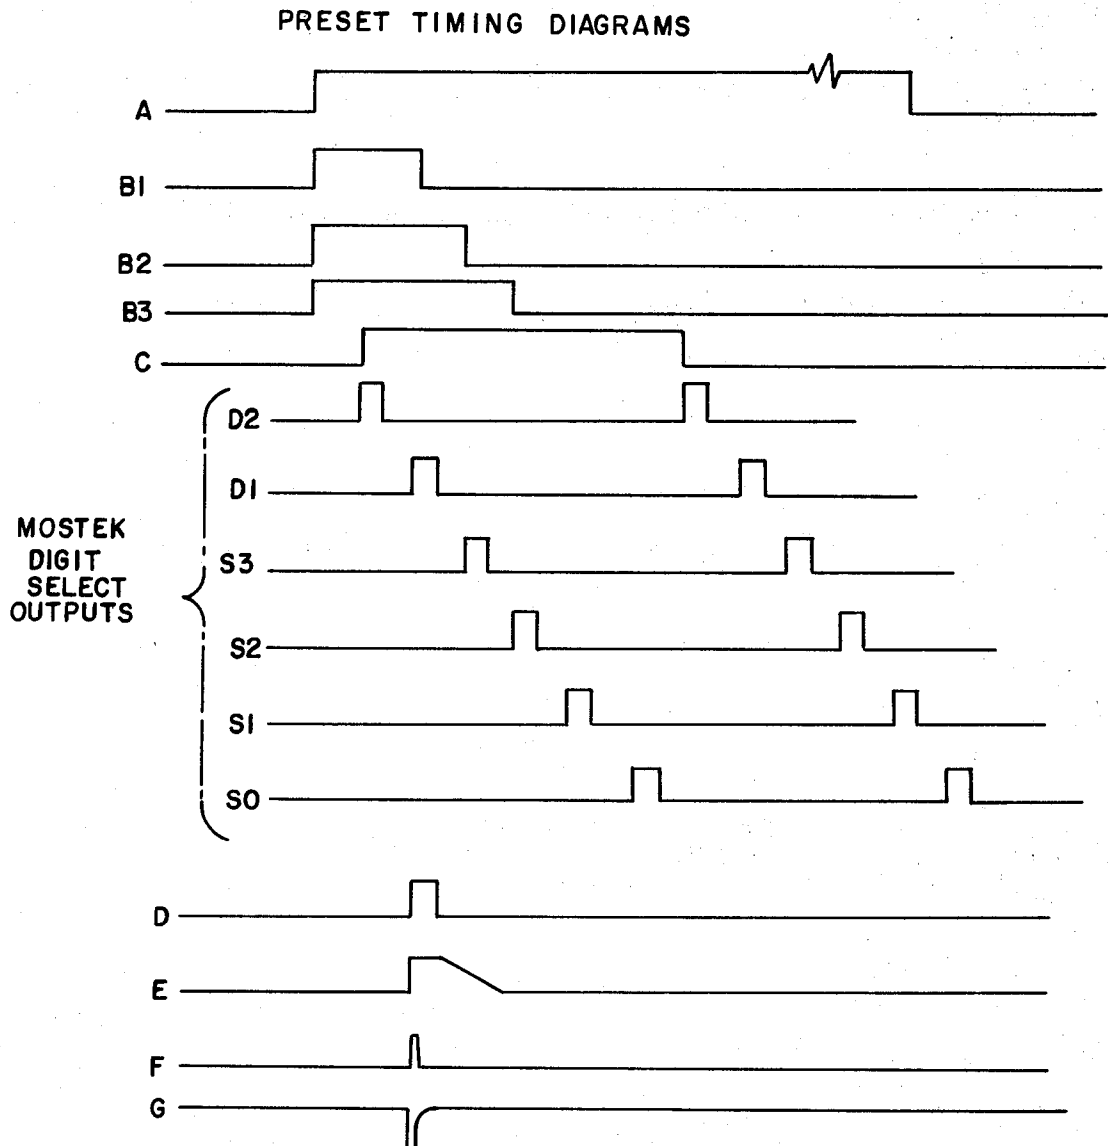 PRESET TIMING DIAGRAMS
A
B1
B2
B3
C
MOSTEK
DIGIT
SELECT
OUTPUTS
D2
D1
S3
S2
S1
S0
D
E
F
G